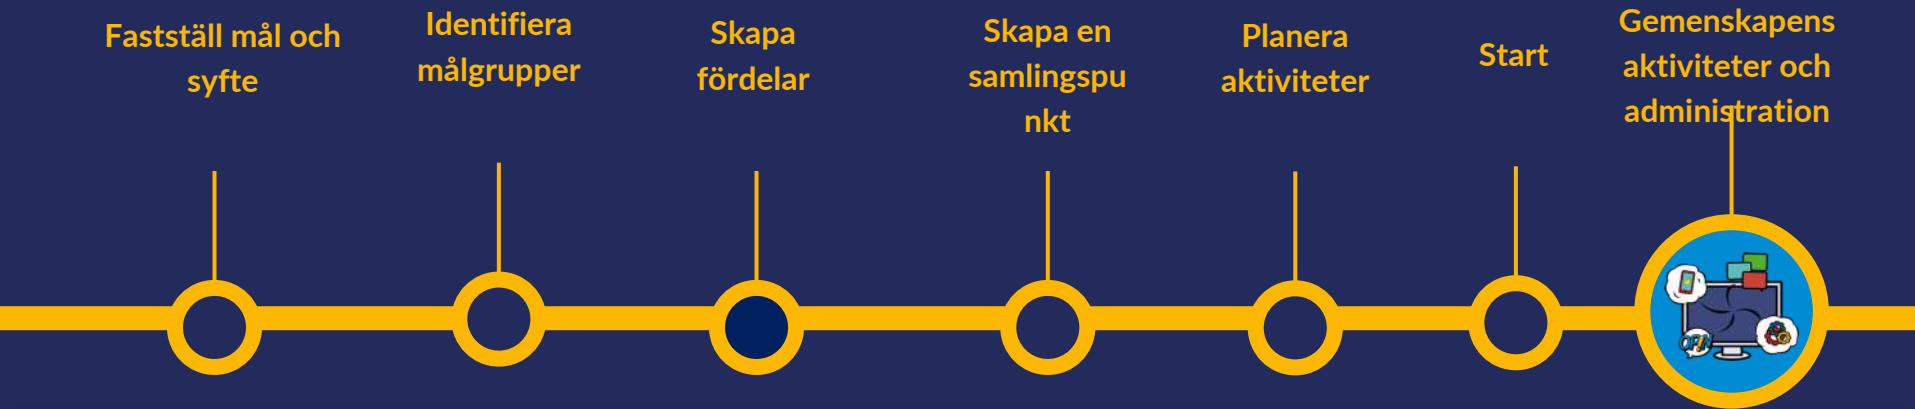 Fastställ mål och
syfte
Identifiera
målgrupper
Skapa
fördelar
Skapa en
samlingspu
nkt
Planera
aktiviteter
Start
Gemenskapens
aktiviteter och
administration
OPIN